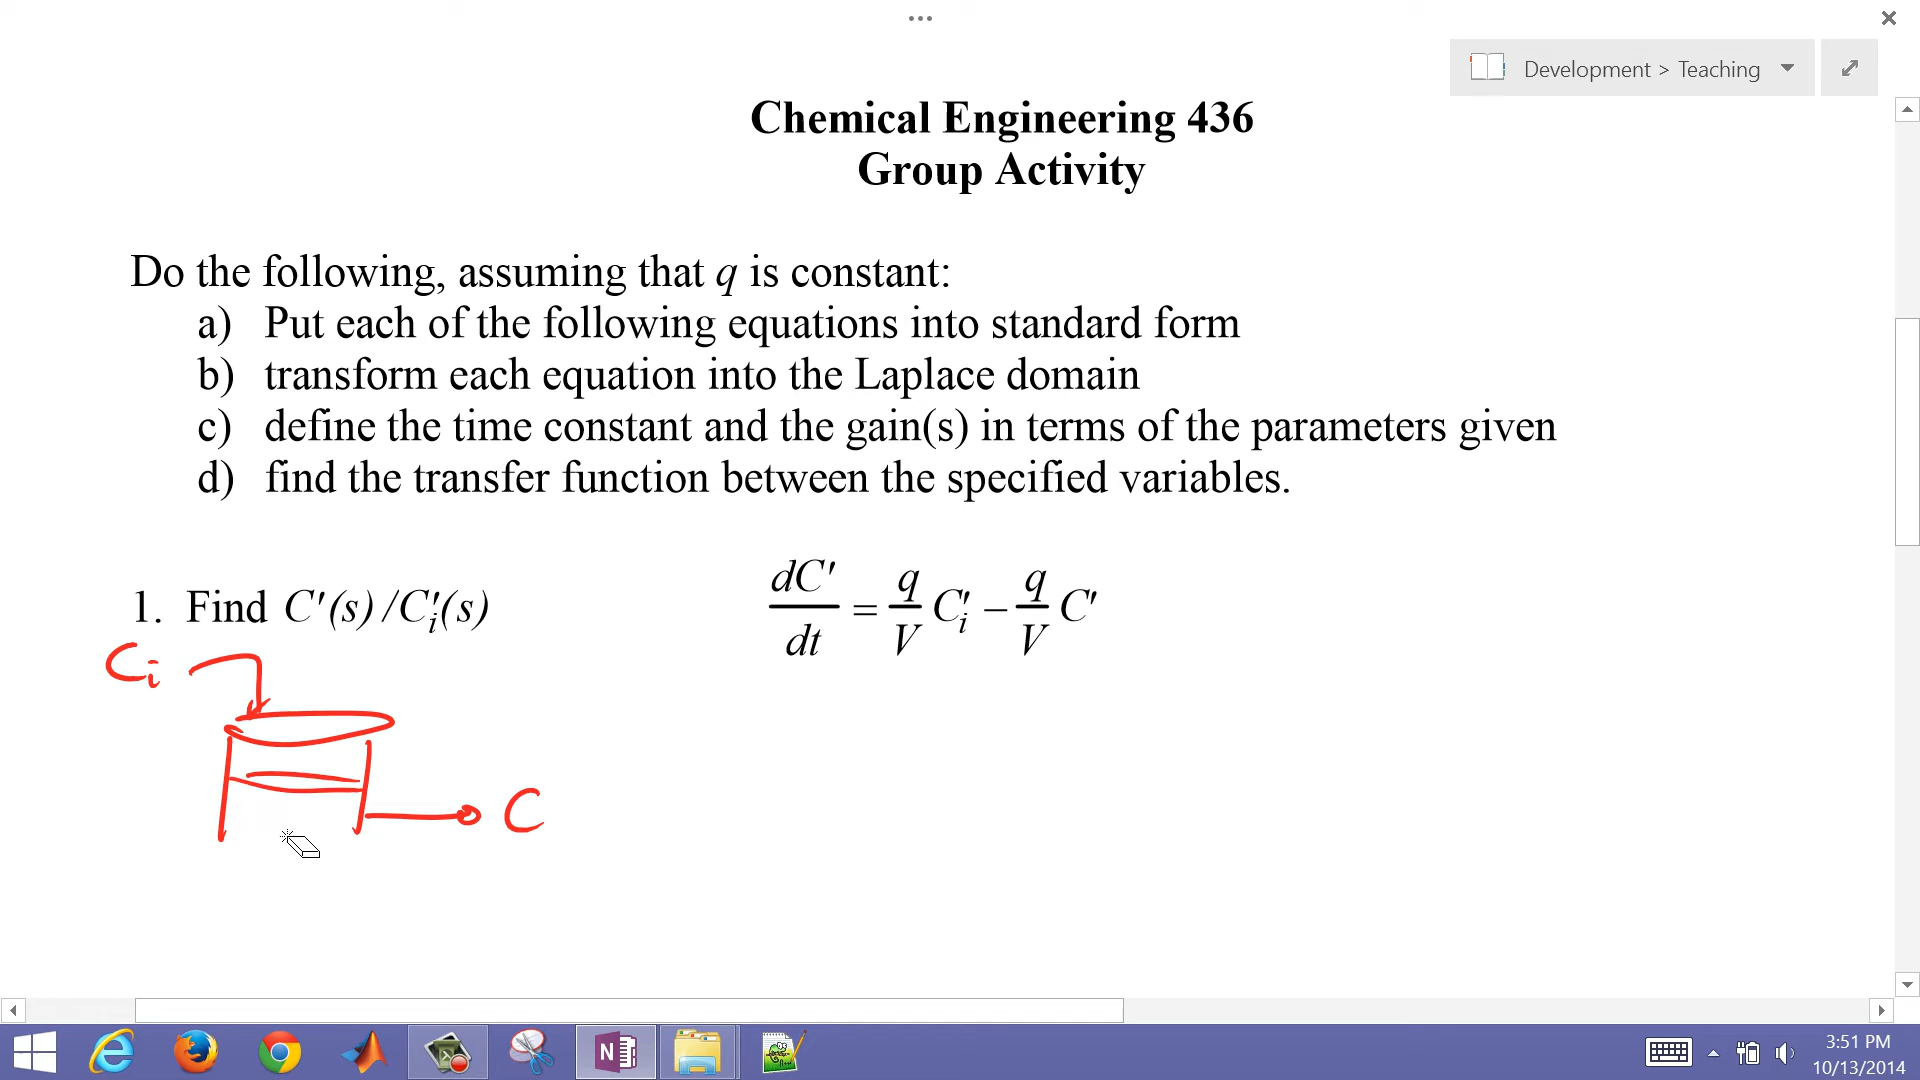 Development > Teaching
Chemical Engineering 436
Group Activity
Do the following, assuming that q is constant:
a) Put each of the following equations into standard form
b) transform each equation into the Laplace domain
c) define the time constant and the gain(s) in terms of the parameters given
d) find the transfer function between the specified variables.
1. Find C'(s)/C'_i(s)
dC'/dt = q/V C'_i – q/V C'
Ci
C
3:51 PM
10/13/2014